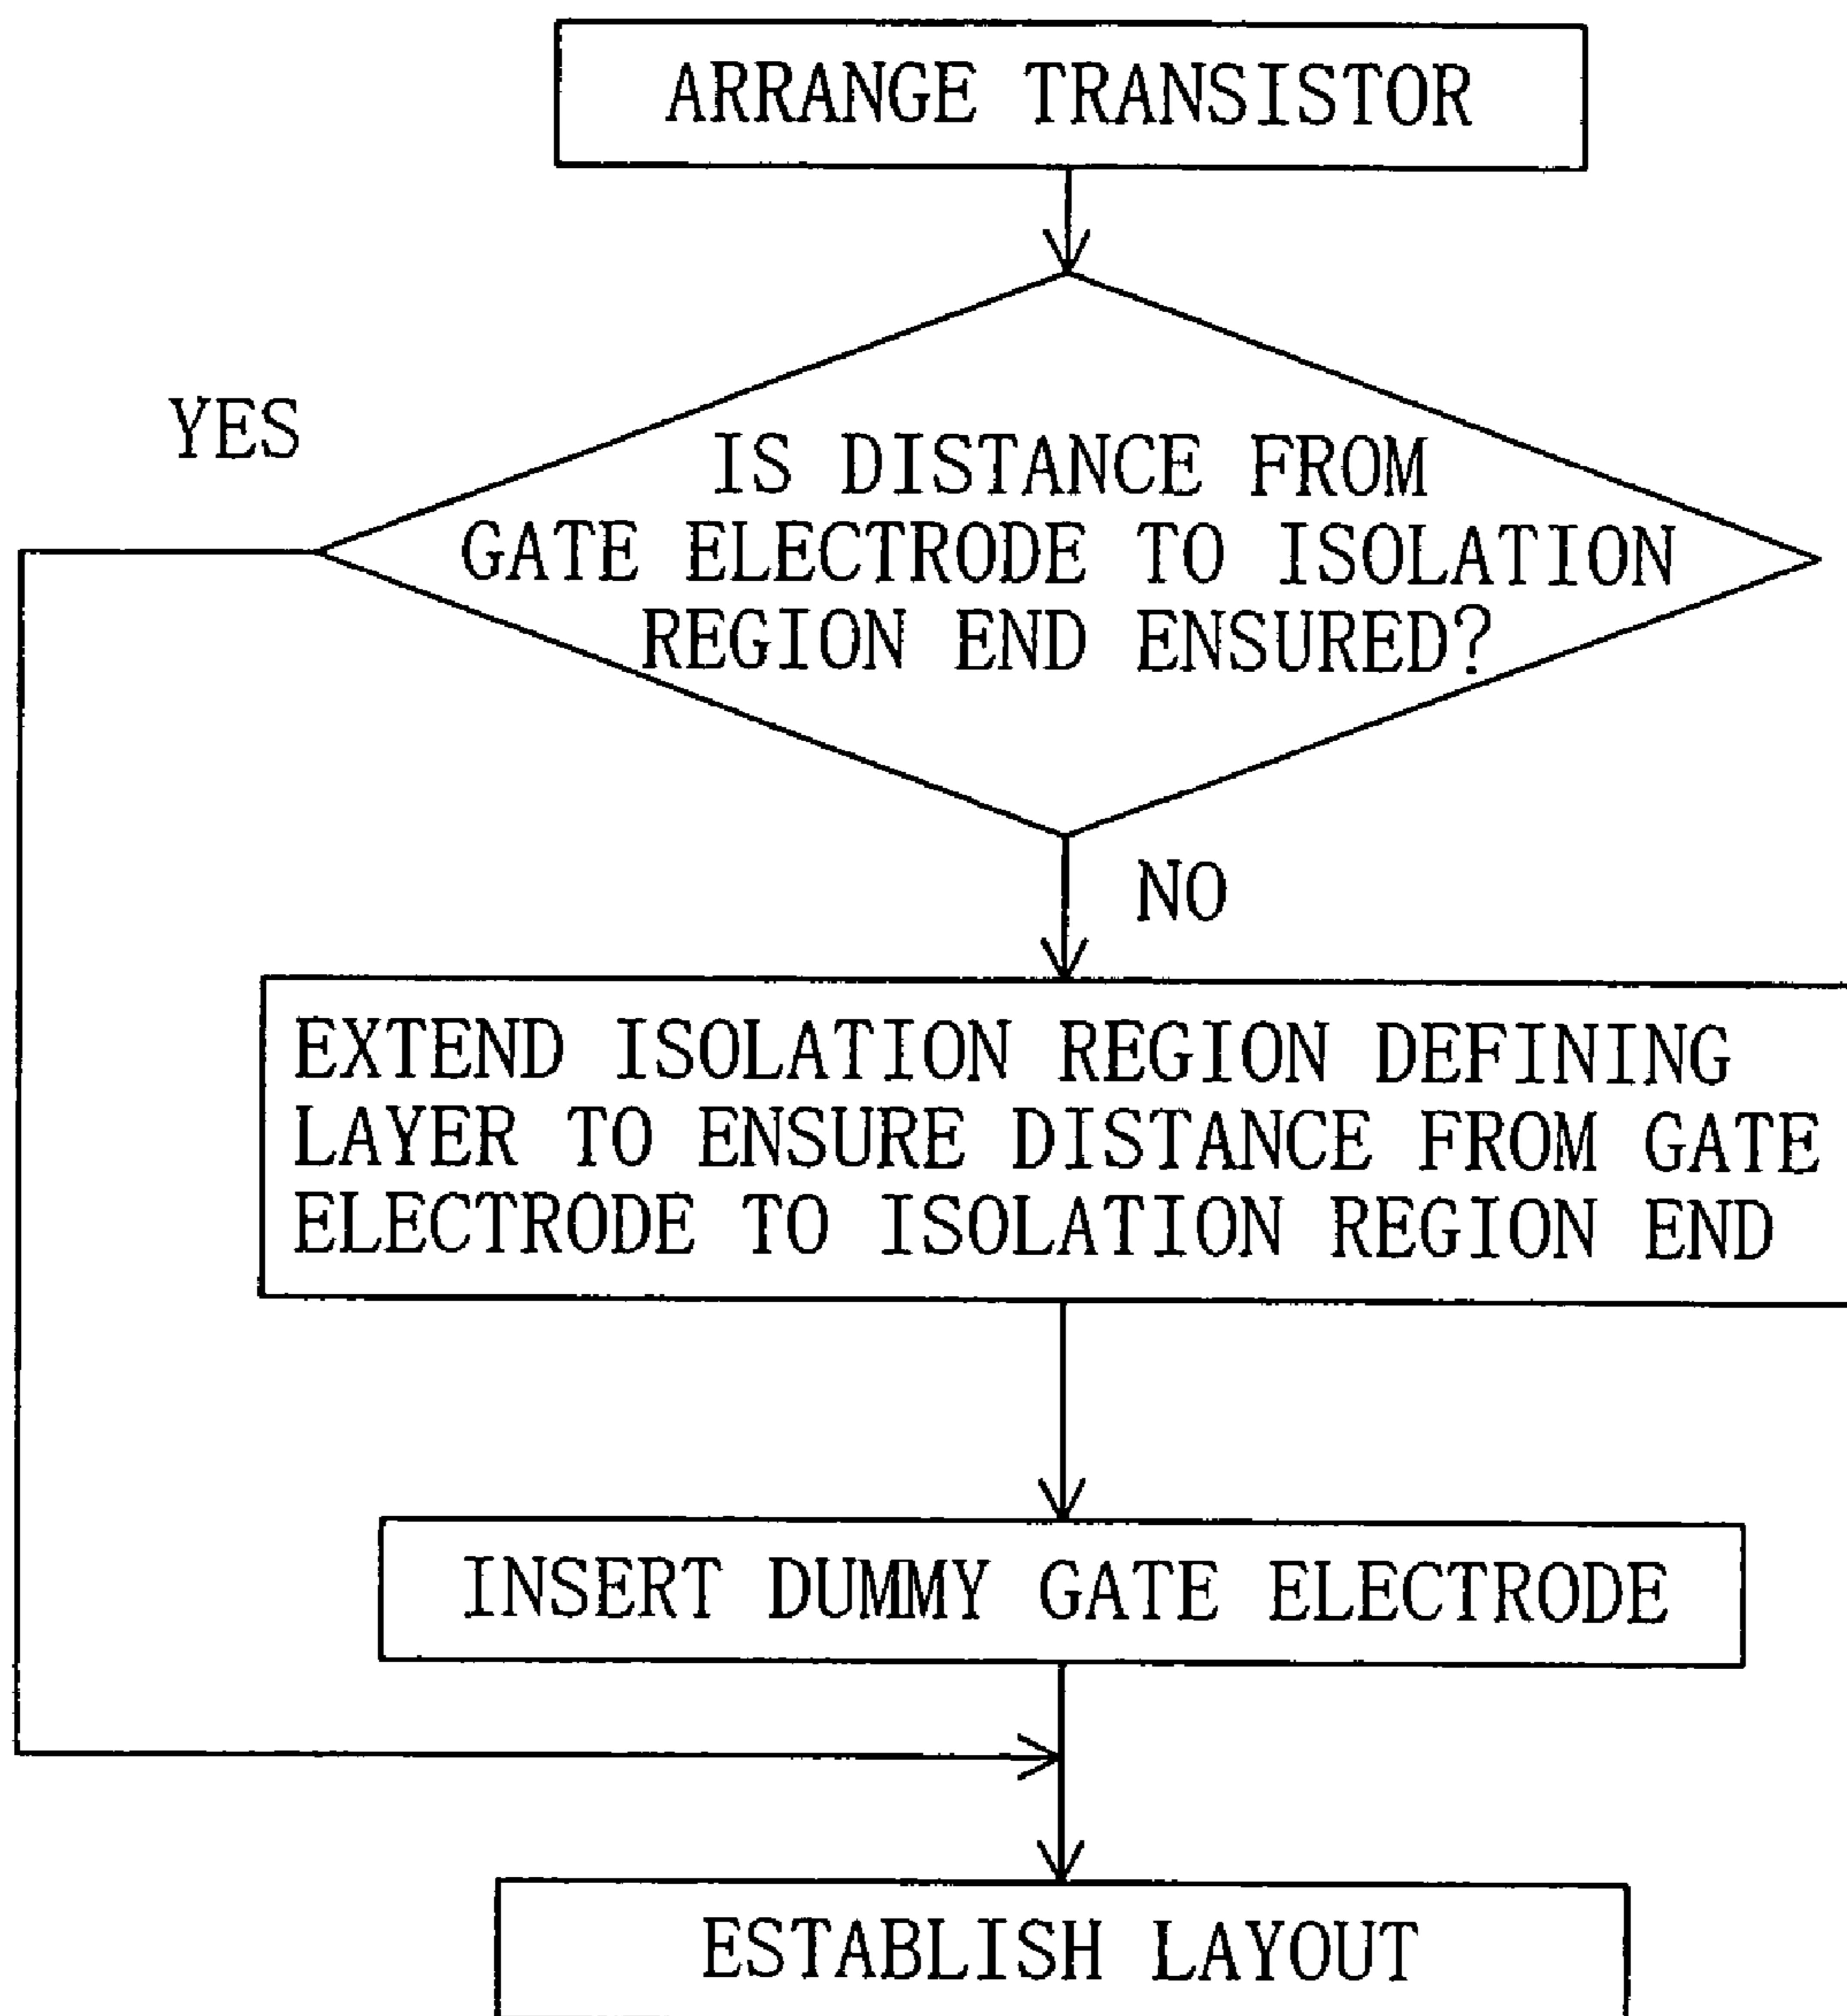 ARRANGE TRANSISTOR
YES
IS DISTANCE FROM
GATE ELECTRODE TO ISOLATION
REGION END ENSURED?
NO
EXTEND ISOLATION REGION DEFINING
LAYER TO ENSURE DISTANCE FROM GATE
ELECTRODE TO ISOLATION REGION END
INSERT DUMMY GATE ELECTRODE
ESTABLISH LAYOUT